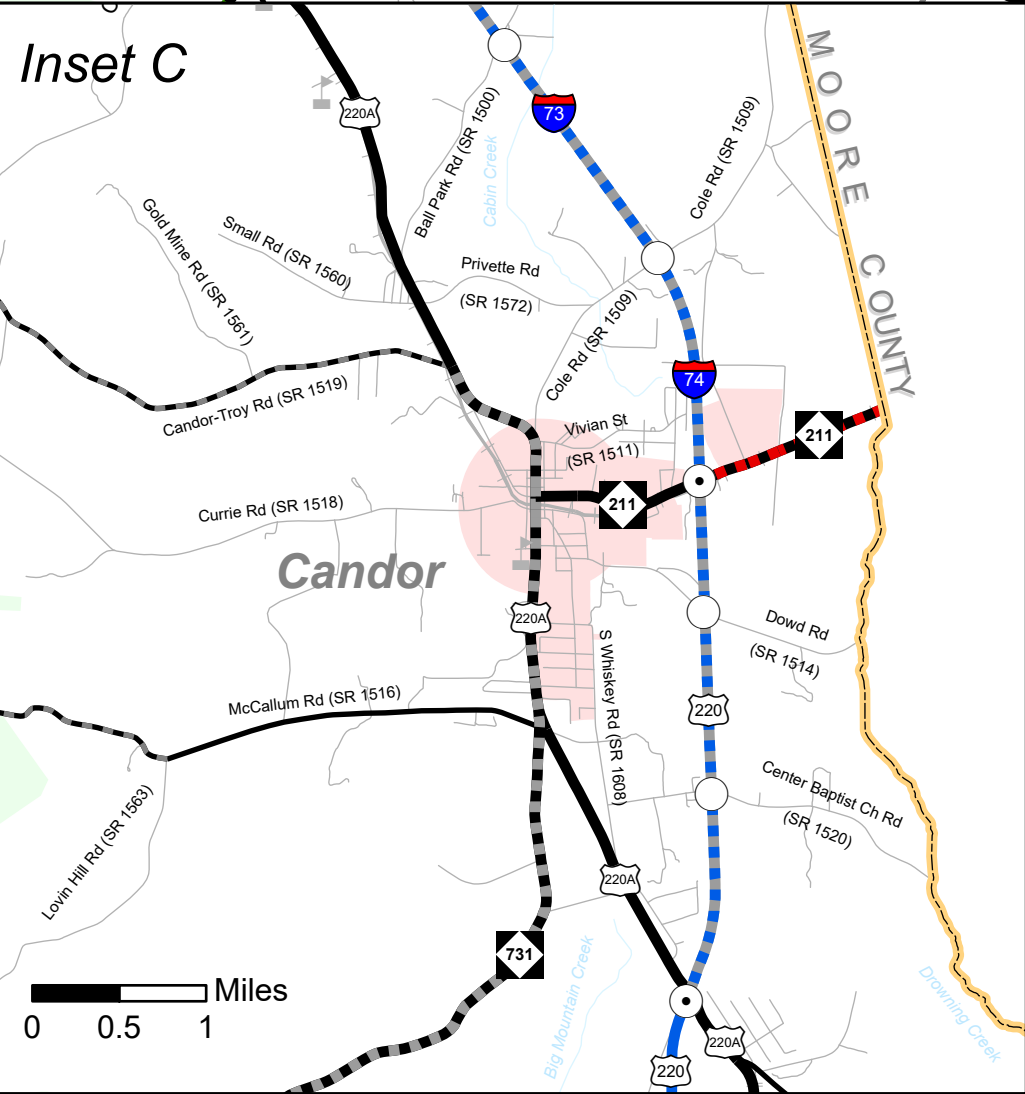 Inset C
MOORE COUNTY
220A
73
Ball Park Rd (SR 1500)
Cabin Creek
Cole Rd (SR 1509)
Gold Mine Rd (SR 1561)
Small Rd (SR 1560)
Privette Rd
(SR 1572)
Cole Rd (SR 1509)
74
Candor-Troy Rd (SR 1519)
Vivian St
(SR 1511)
211
211
Currie Rd (SR 1518)
Candor
220A
Dowd Rd
(SR 1514)
S Whiskey Rd (SR 1608)
McCallum Rd (SR 1516)
220
Center Baptist Ch Rd
(SR 1520)
Lovin Hill Rd (SR 1563)
220A
731
Big Mountain Creek
Drowning Creek
Miles
0 0.5 1
220A
220